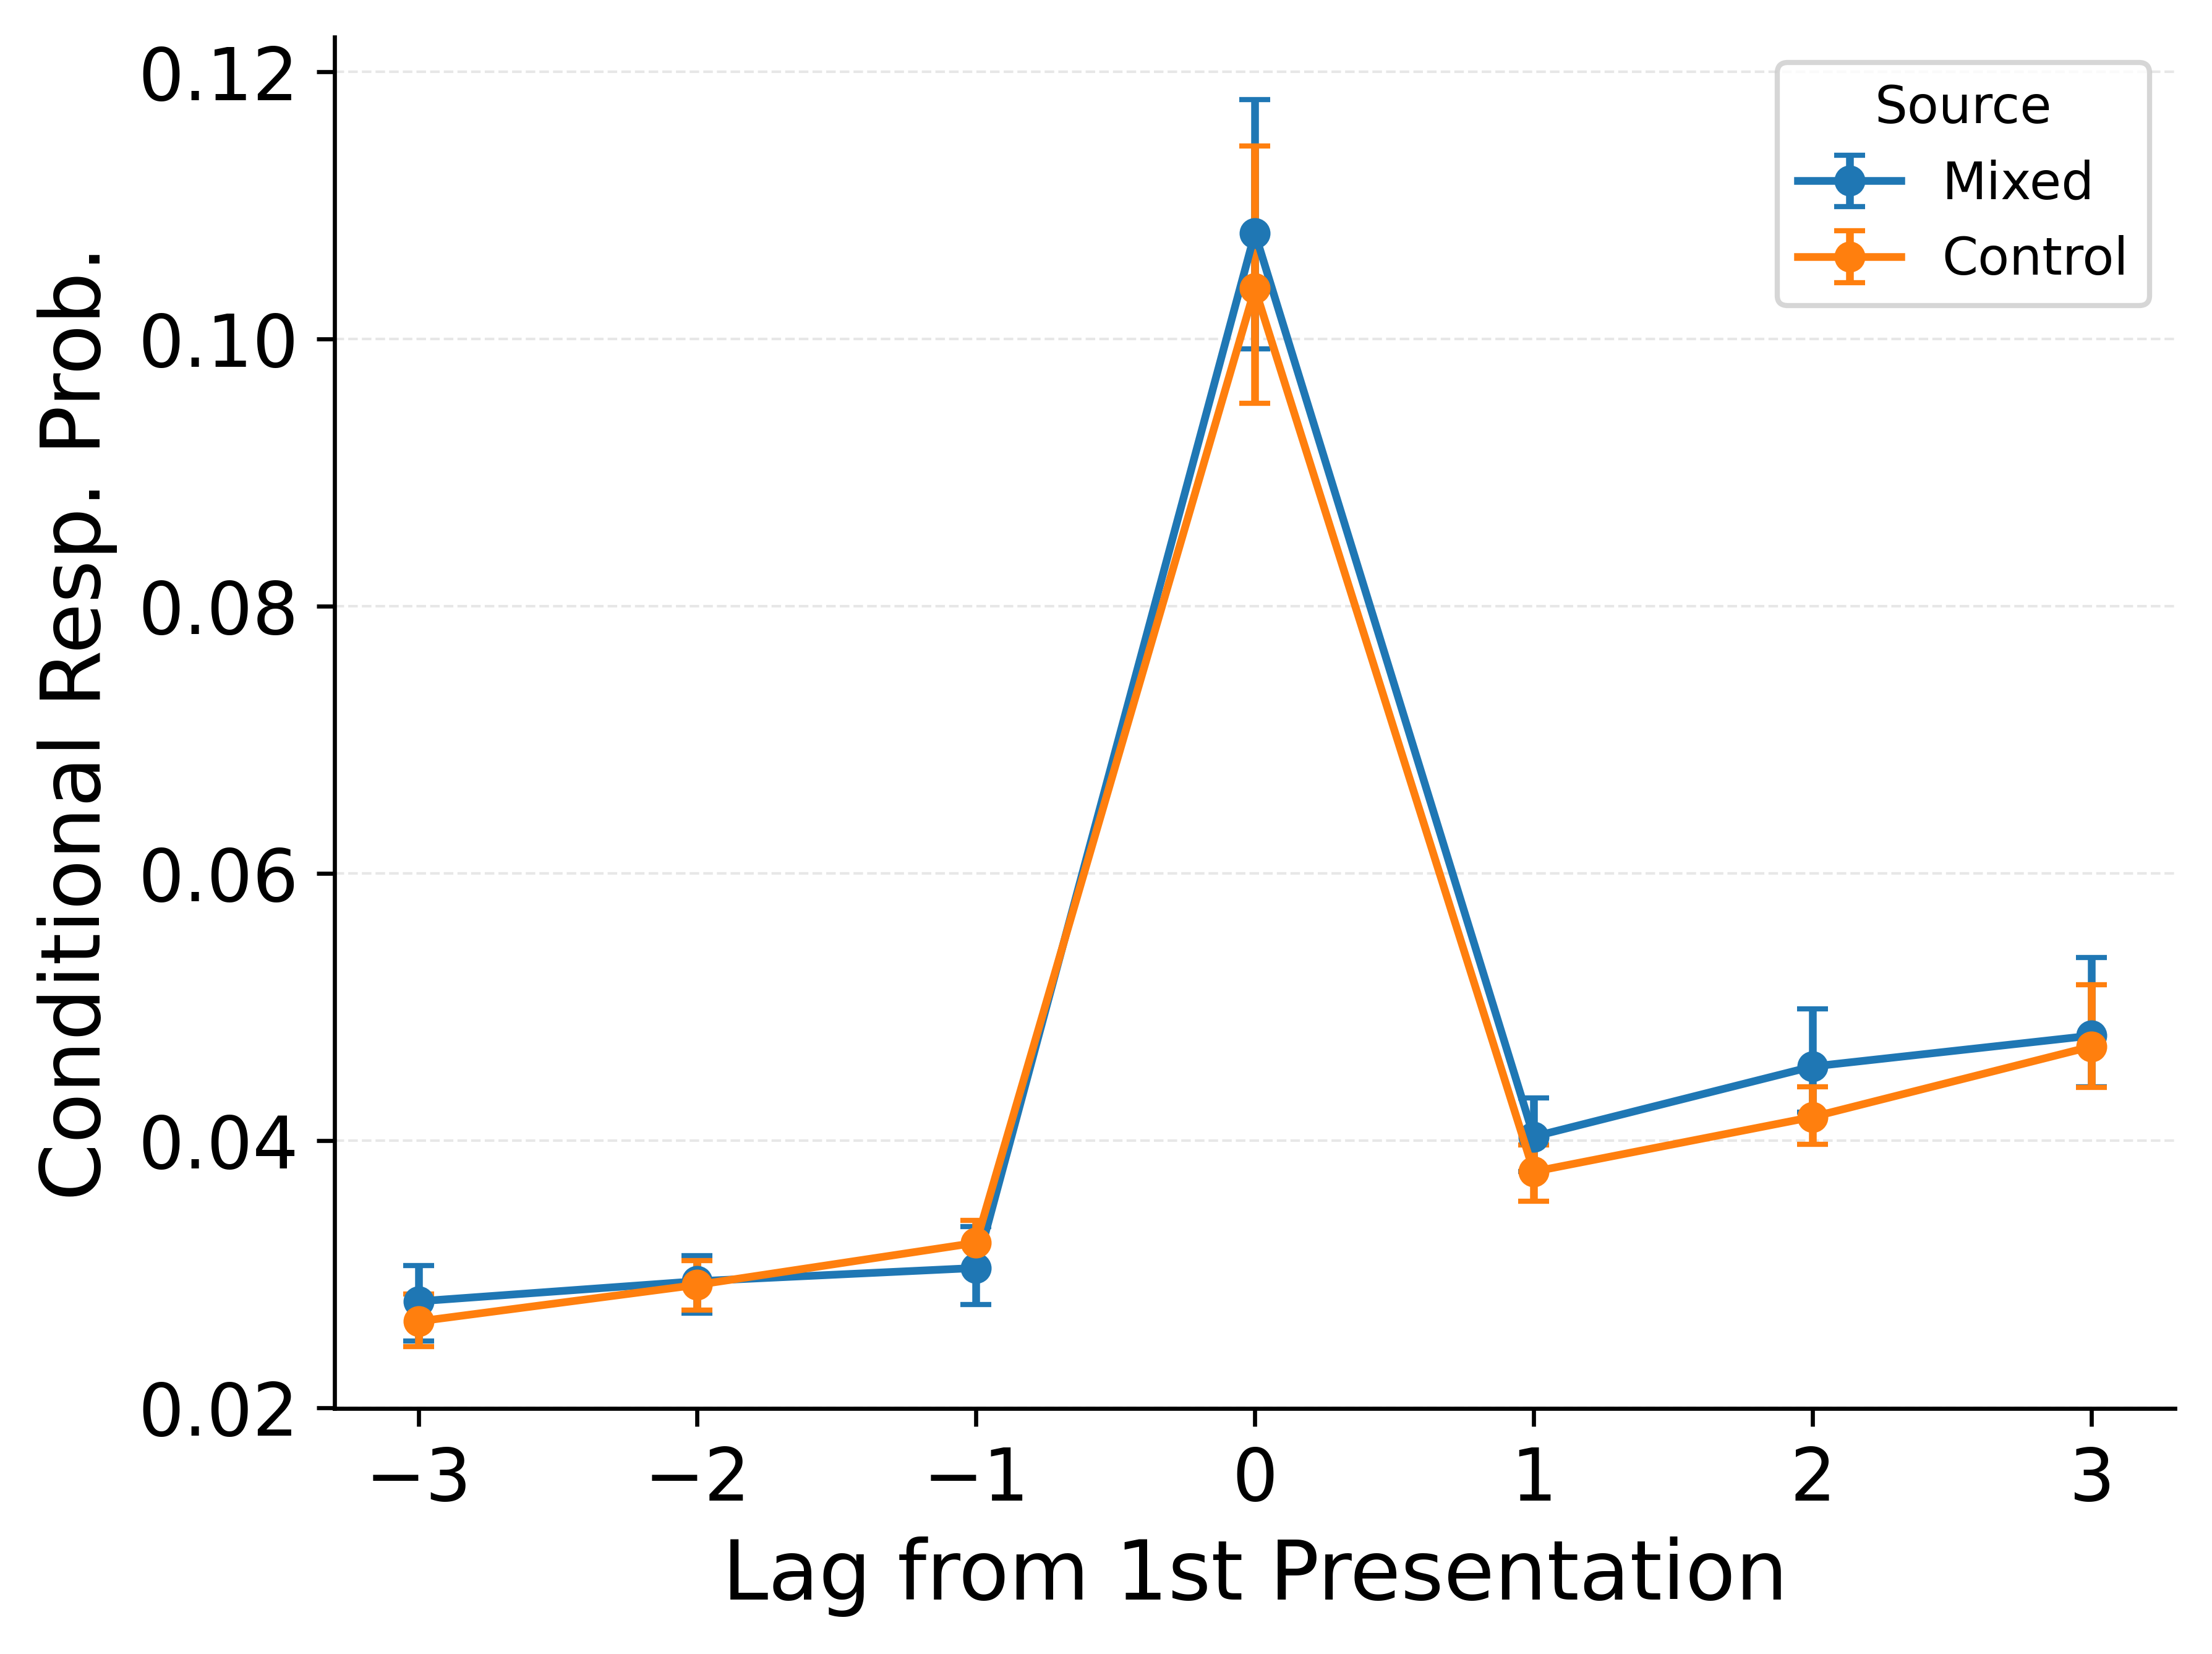 Conditional Resp. Prob.
0.12
0.10
0.08
0.06
0.04
0.02
Source
Mixed
Control
−3 −2 −1 0 1 2 3
Lag from 1st Presentation